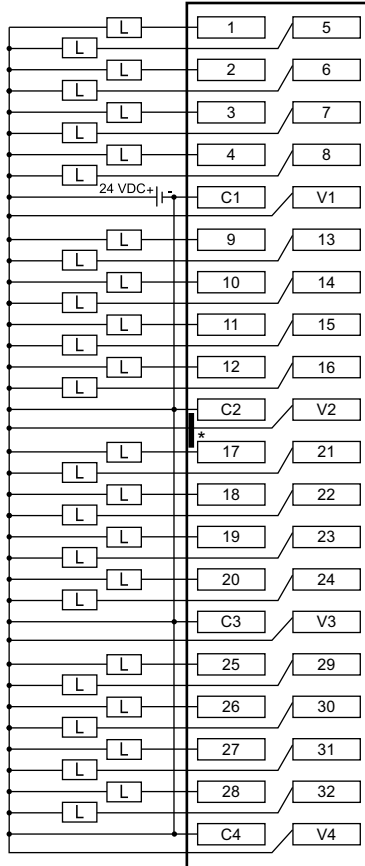 L 1 5
L
L 2 6
L
L 3 7
L
L 4 8
L
24 VDC+ - C1 V1
L 9 13
L
L 10 14
L
L 11 15
L
L 12 16
L
C2 V2
*
L 17 21
L
L 18 22
L
L 19 23
L
L 20 24
L
C3 V3
L 25 29
L
L 26 30
L
L 27 31
L
L 28 32
L
C4 V4